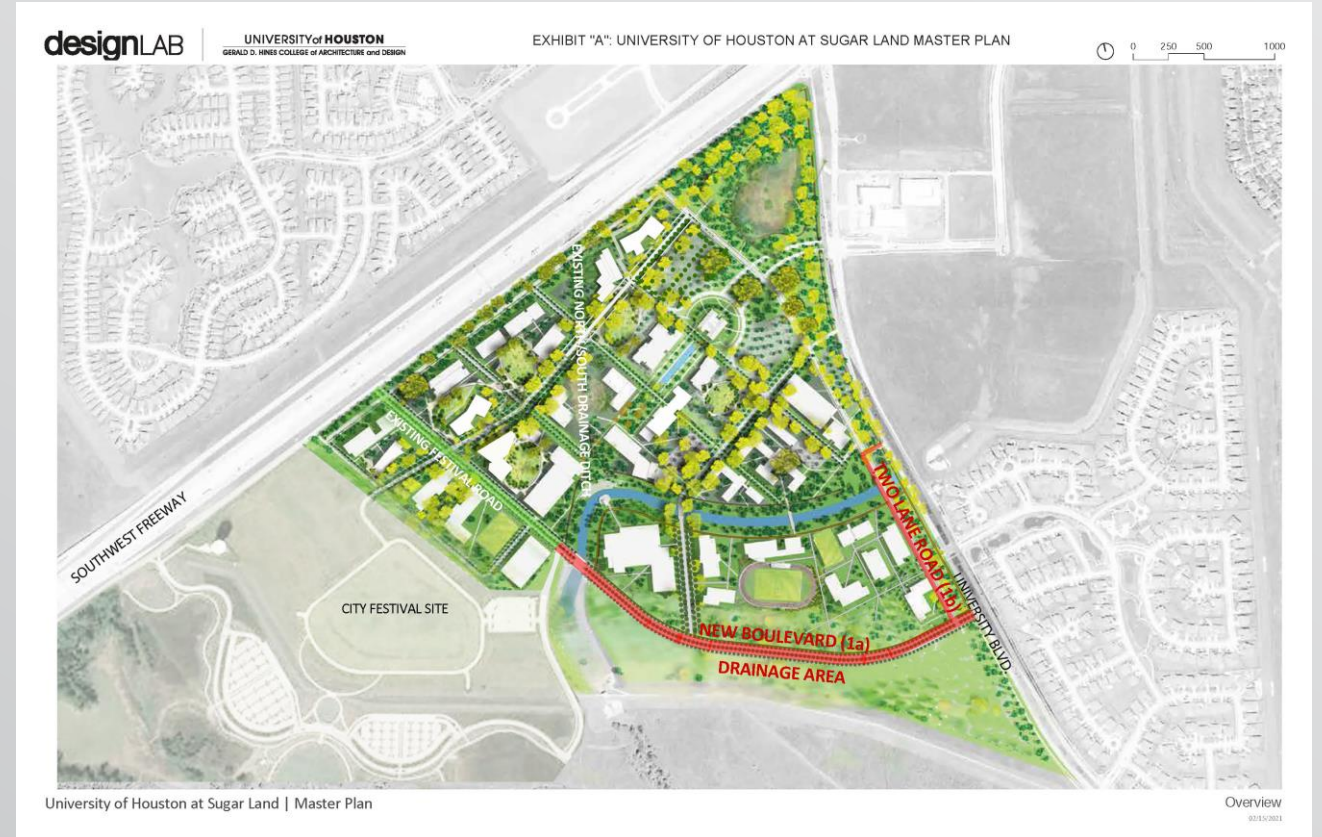 designLAB
UNIVERSITY of HOUSTON
GERALD D. HINES COLLEGE of ARCHITECTURE and DESIGN
EXHIBIT "A": UNIVERSITY OF HOUSTON AT SUGAR LAND MASTER PLAN
0 250 500 1000
EXISTING NORTH/SOUTH DRAINAGE DITCH
EXISTING FESTIVAL ROAD
SOUTHWEST FREEWAY
TWO LANE ROAD (1b)
UNIVERSITY BLVD
CITY FESTIVAL SITE
NEW BOULEVARD (1a)
DRAINAGE AREA
University of Houston at Sugar Land | Master Plan
Overview
02/15/2021